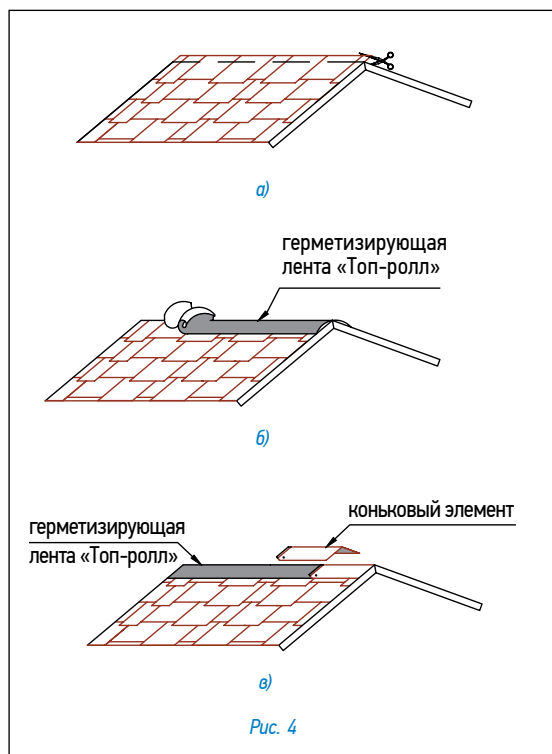 а)
герметизирующая
лента «Топ-ролл»
б)
коньковый элемент
герметизирующая
лента «Топ-ролл»
в)
Рис. 4